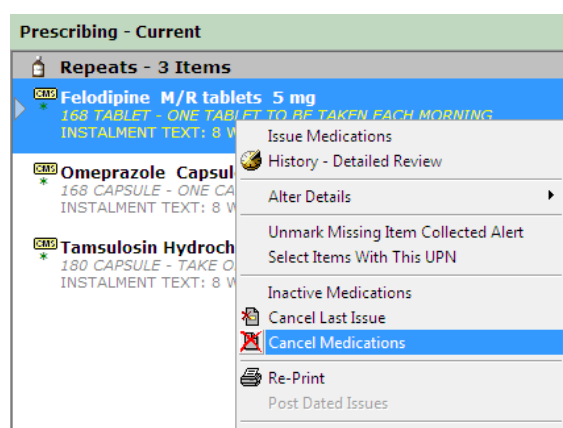 Prescribing - Current
Repeats - 3 Items
CMS Felodipine M/R tablets 5 mg
168 TABLET - ONE TABLET TO BE TAKEN EACH MORNING
INSTALMENT TEXT: 8 W
CMS Omeprazole Capsul
168 CAPSULE - ONE CA
INSTALMENT TEXT: 8 W
CMS Tamsulosin Hydroch
180 CAPSULE - TAKE O
INSTALMENT TEXT: 8 W
Issue Medications
History - Detailed Review
Alter Details
Unmark Missing Item Collected Alert
Select Items With This UPN
Inactive Medications
Cancel Last Issue
Cancel Medications
Re-Print
Post Dated Issues